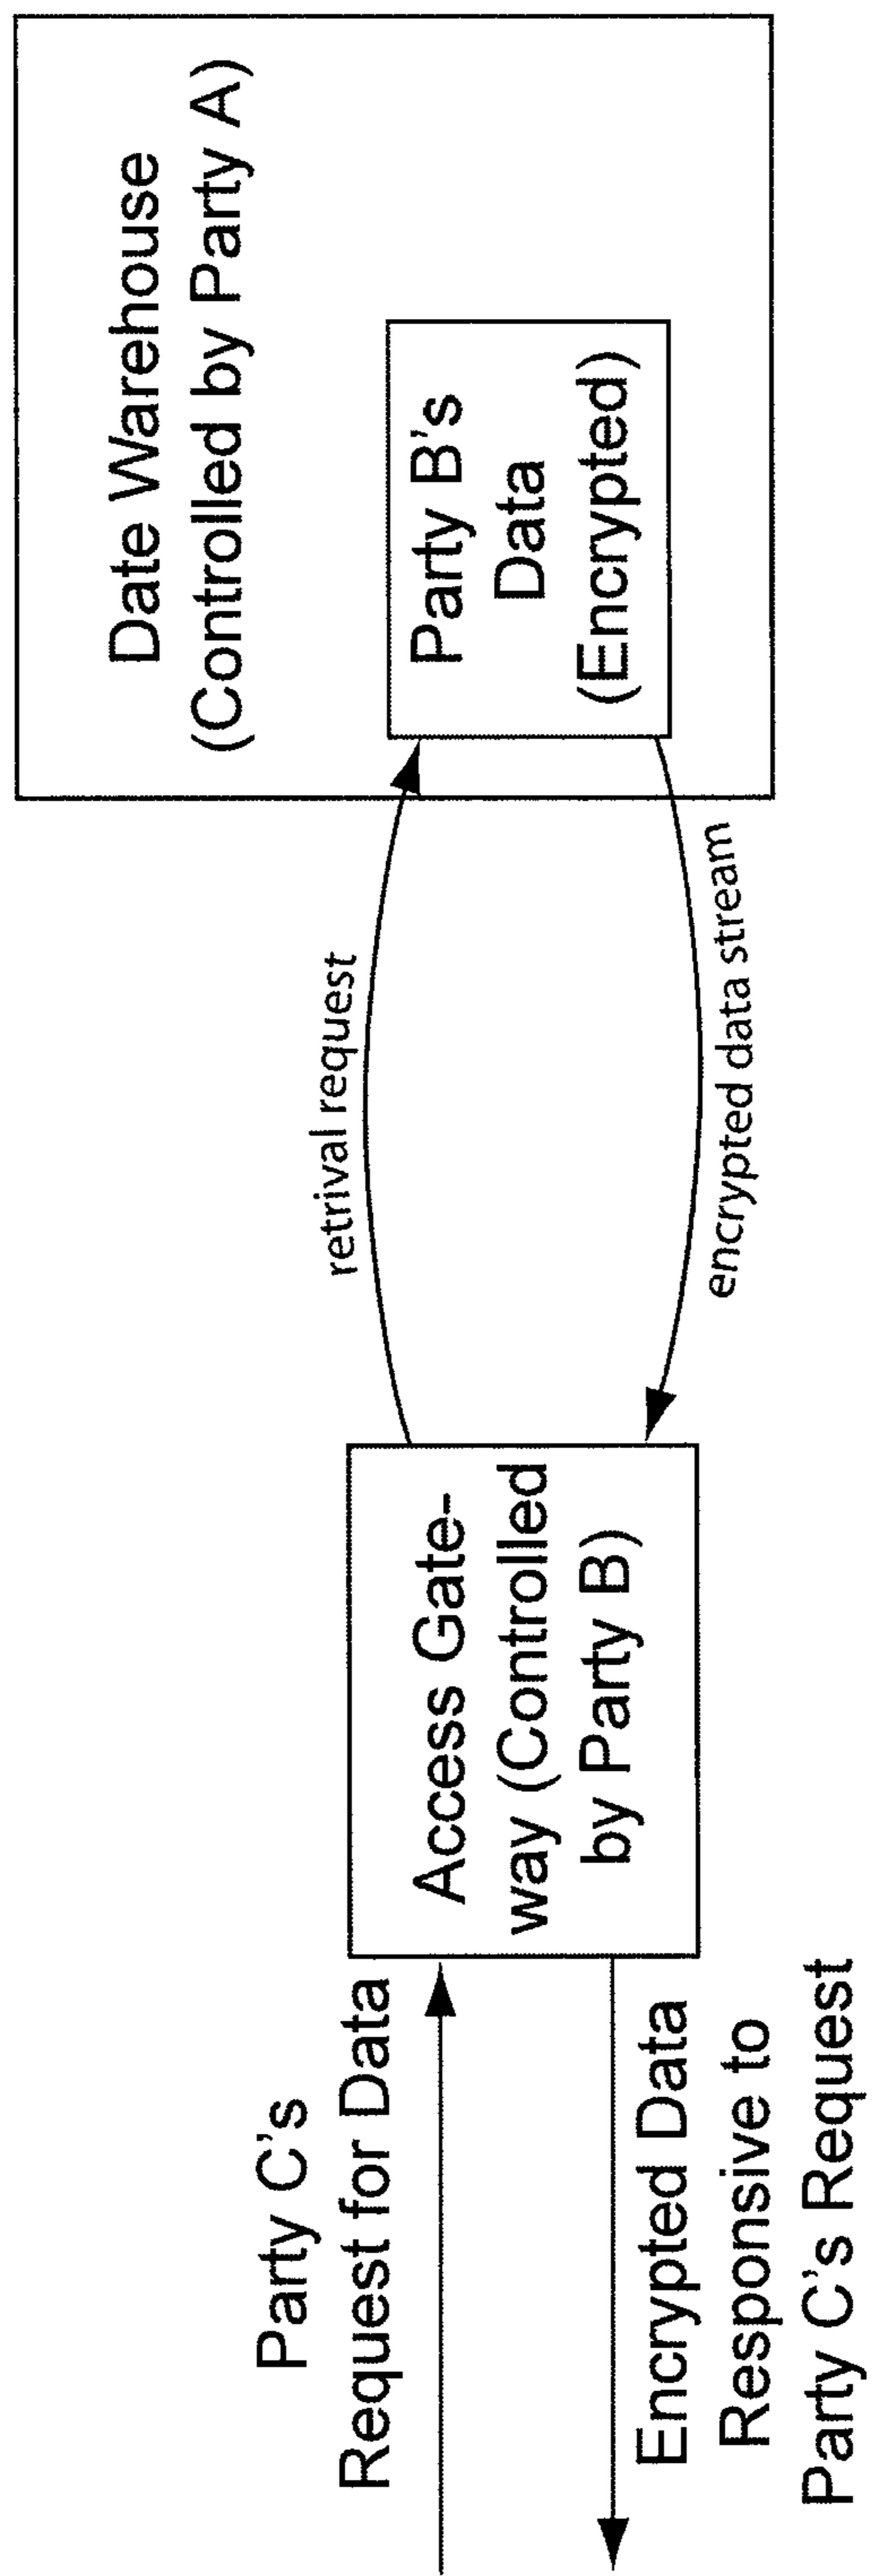 Party C's
Request for Data
Encrypted Data
Responsive to
Party C's Request
Access Gate-
way (Controlled
by Party B)
retrival request
encrypted data stream
Date Warehouse
(Controlled by Party A)
Party B's
Data
(Encrypted)